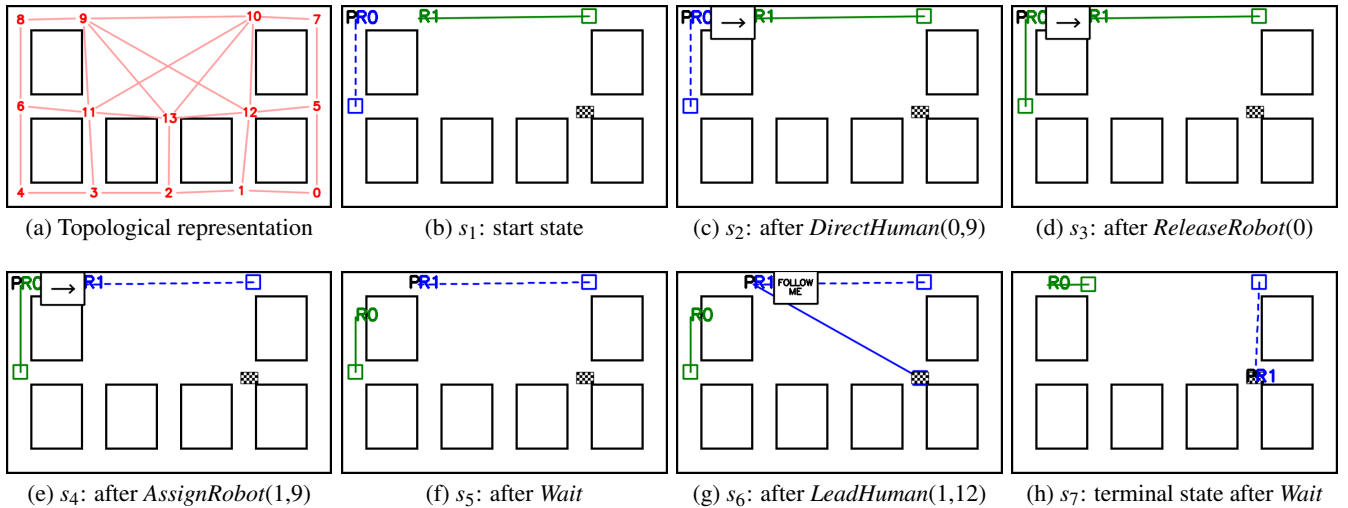 8 9 10 7
6 11 13 12 5
4 3 2 1 0
(a) Topological representation
PR0 R1
(b) s1: start state
PR0 → R1
(c) s2: after DirectHuman(0,9)
PR0 → R1
(d) s3: after ReleaseRobot(0)
PR0 → R1
(e) s4: after AssignRobot(1,9)
PR1
R0
(f) s5: after Wait
PR1 FOLLOW
ME
R0
(g) s6: after LeadHuman(1,12)
R0
PR1
(h) s7: terminal state after Wait